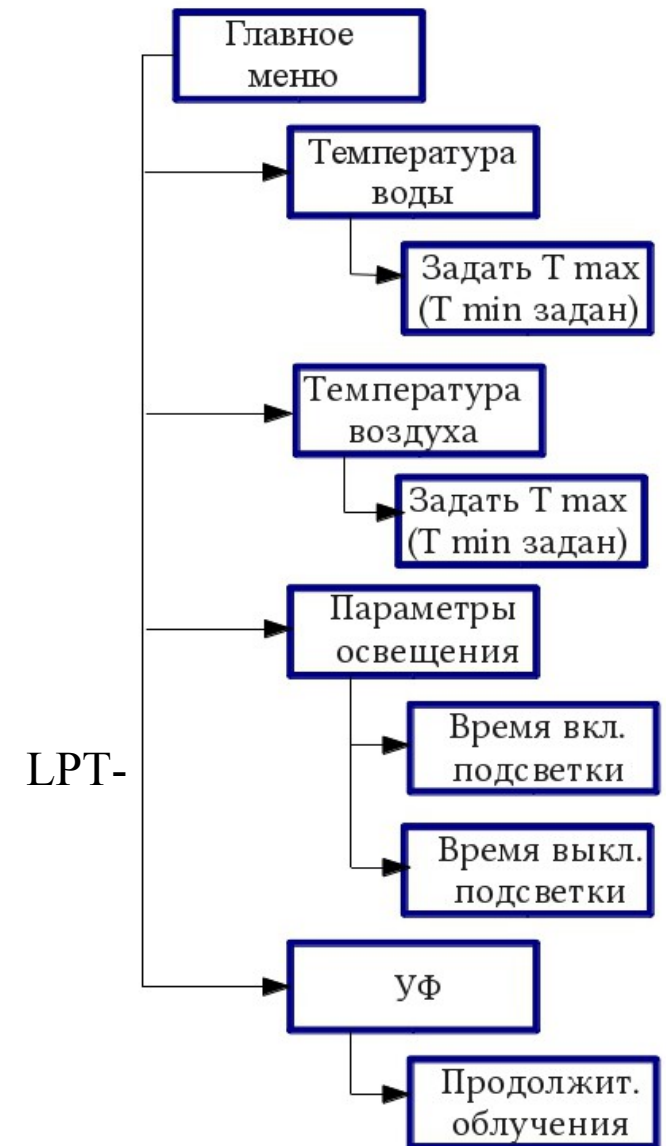 Главное
меню
Температура
воды
Задать T max
(T min задан)
Температура
воздуха
Задать T max
(T min задан)
Параметры
освещения
Время вкл.
подсветки
LPT-
Время выкл.
подсветки
УФ
Продолжит.
облучения